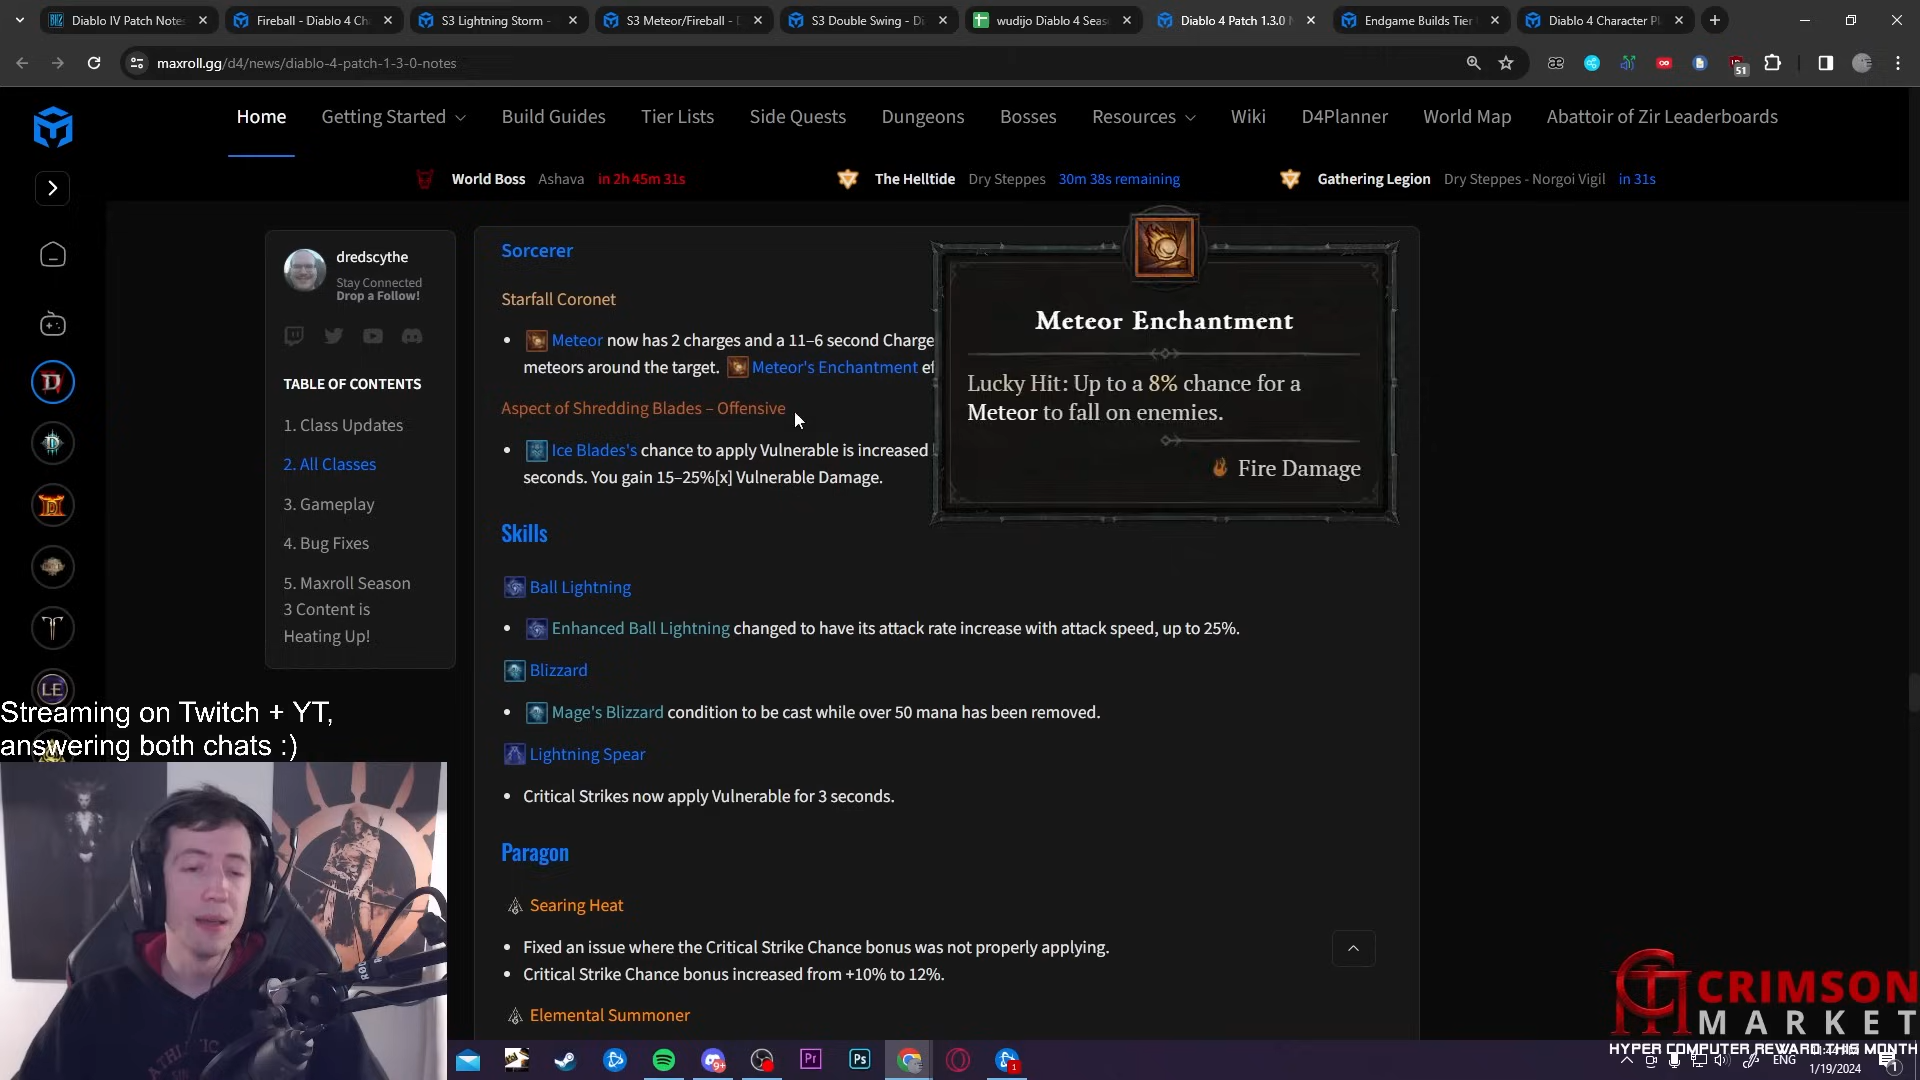 Diablo IV Patch Note
Fireball - Diablo 4 Ch
S3 Lightning Storm -
S3 Meteor/Fireball - D
S3 Double Swing - D
wudijo Diablo 4 Seas
Diablo 4 Patch 1.3.0 N
Endgame Builds Tier
Diablo 4 Character Pl
maxroll.gg/d4/news/diablo-4-patch-1-3-0-notes
51
Home
Getting Started
Build Guides
Tier Lists
Side Quests
Dungeons
Bosses
Resources
Wiki
D4Planner
World Map
Abattoir of Zir Leaderboards
World Boss Ashava in 2h 45m 31s
The Helltide Dry Steppes 30m 38s remaining
Gathering Legion Dry Steppes - Norgoi Vigil in 31s
dredscythe
Stay Connected
Drop a Follow!
TABLE OF CONTENTS
1. Class Updates
2. All Classes
3. Gameplay
4. Bug Fixes
5. Maxroll Season
3 Content is
Heating Up!
LE
Sorcerer
Starfall Coronet
• Meteor now has 2 charges and a 11–6 second Charge
meteors around the target. Meteor's Enchantment ef
Aspect of Shredding Blades – Offensive
• Ice Blades's chance to apply Vulnerable is increased
seconds. You gain 15–25%[x] Vulnerable Damage.
Meteor Enchantment
Lucky Hit: Up to a 8% chance for a
Meteor to fall on enemies.
Fire Damage
Skills
Ball Lightning
• Enhanced Ball Lightning changed to have its attack rate increase with attack speed, up to 25%.
Blizzard
• Mage's Blizzard condition to be cast while over 50 mana has been removed.
Lightning Spear
• Critical Strikes now apply Vulnerable for 3 seconds.
Paragon
Searing Heat
• Fixed an issue where the Critical Strike Chance bonus was not properly applying.
• Critical Strike Chance bonus increased from +10% to 12%.
Elemental Summoner
Streaming on Twitch + YT,
answering both chats :)
CRIMSON
MARKET
HYPER COMPUTER REWARD THIS MONTH
9+
Pr
Ps
1
ENG
1/19/2024
1